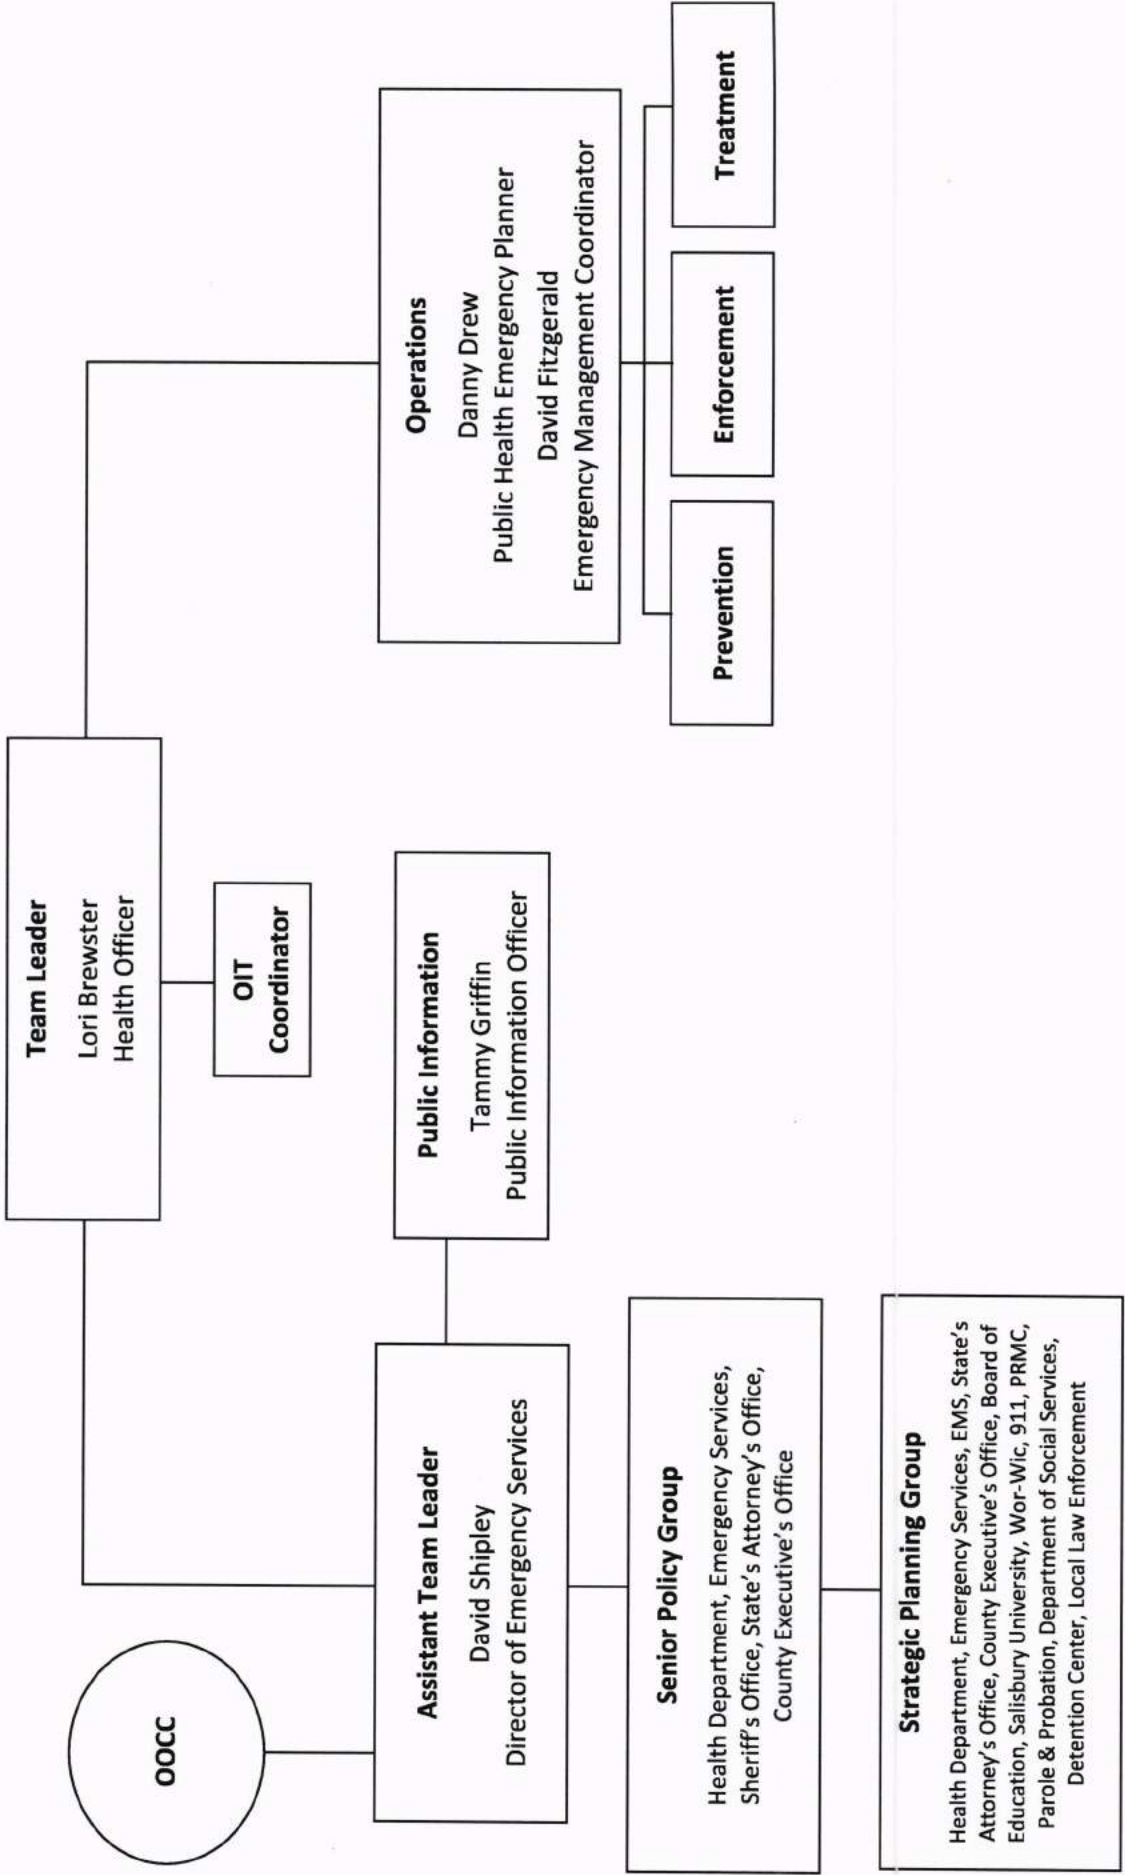 Team Leader
Lori Brewster
Health Officer
OIT
Coordinator
OOCC
Assistant Team Leader
David Shipley
Director of Emergency Services
Public Information
Tammy Griffin
Public Information Officer
Operations
Danny Drew
Public Health Emergency Planner
David Fitzgerald
Emergency Management Coordinator
Senior Policy Group
Health Department, Emergency Services,
Sheriff's Office, State's Attorney's Office,
County Executive's Office
Prevention
Enforcement
Treatment
Strategic Planning Group
Health Department, Emergency Services, EMS, State's
Attorney's Office, County Executive's Office, Board of
Education, Salisbury University, Wor-Wic, 911, PRMC,
Parole & Probation, Department of Social Services,
Detention Center, Local Law Enforcement